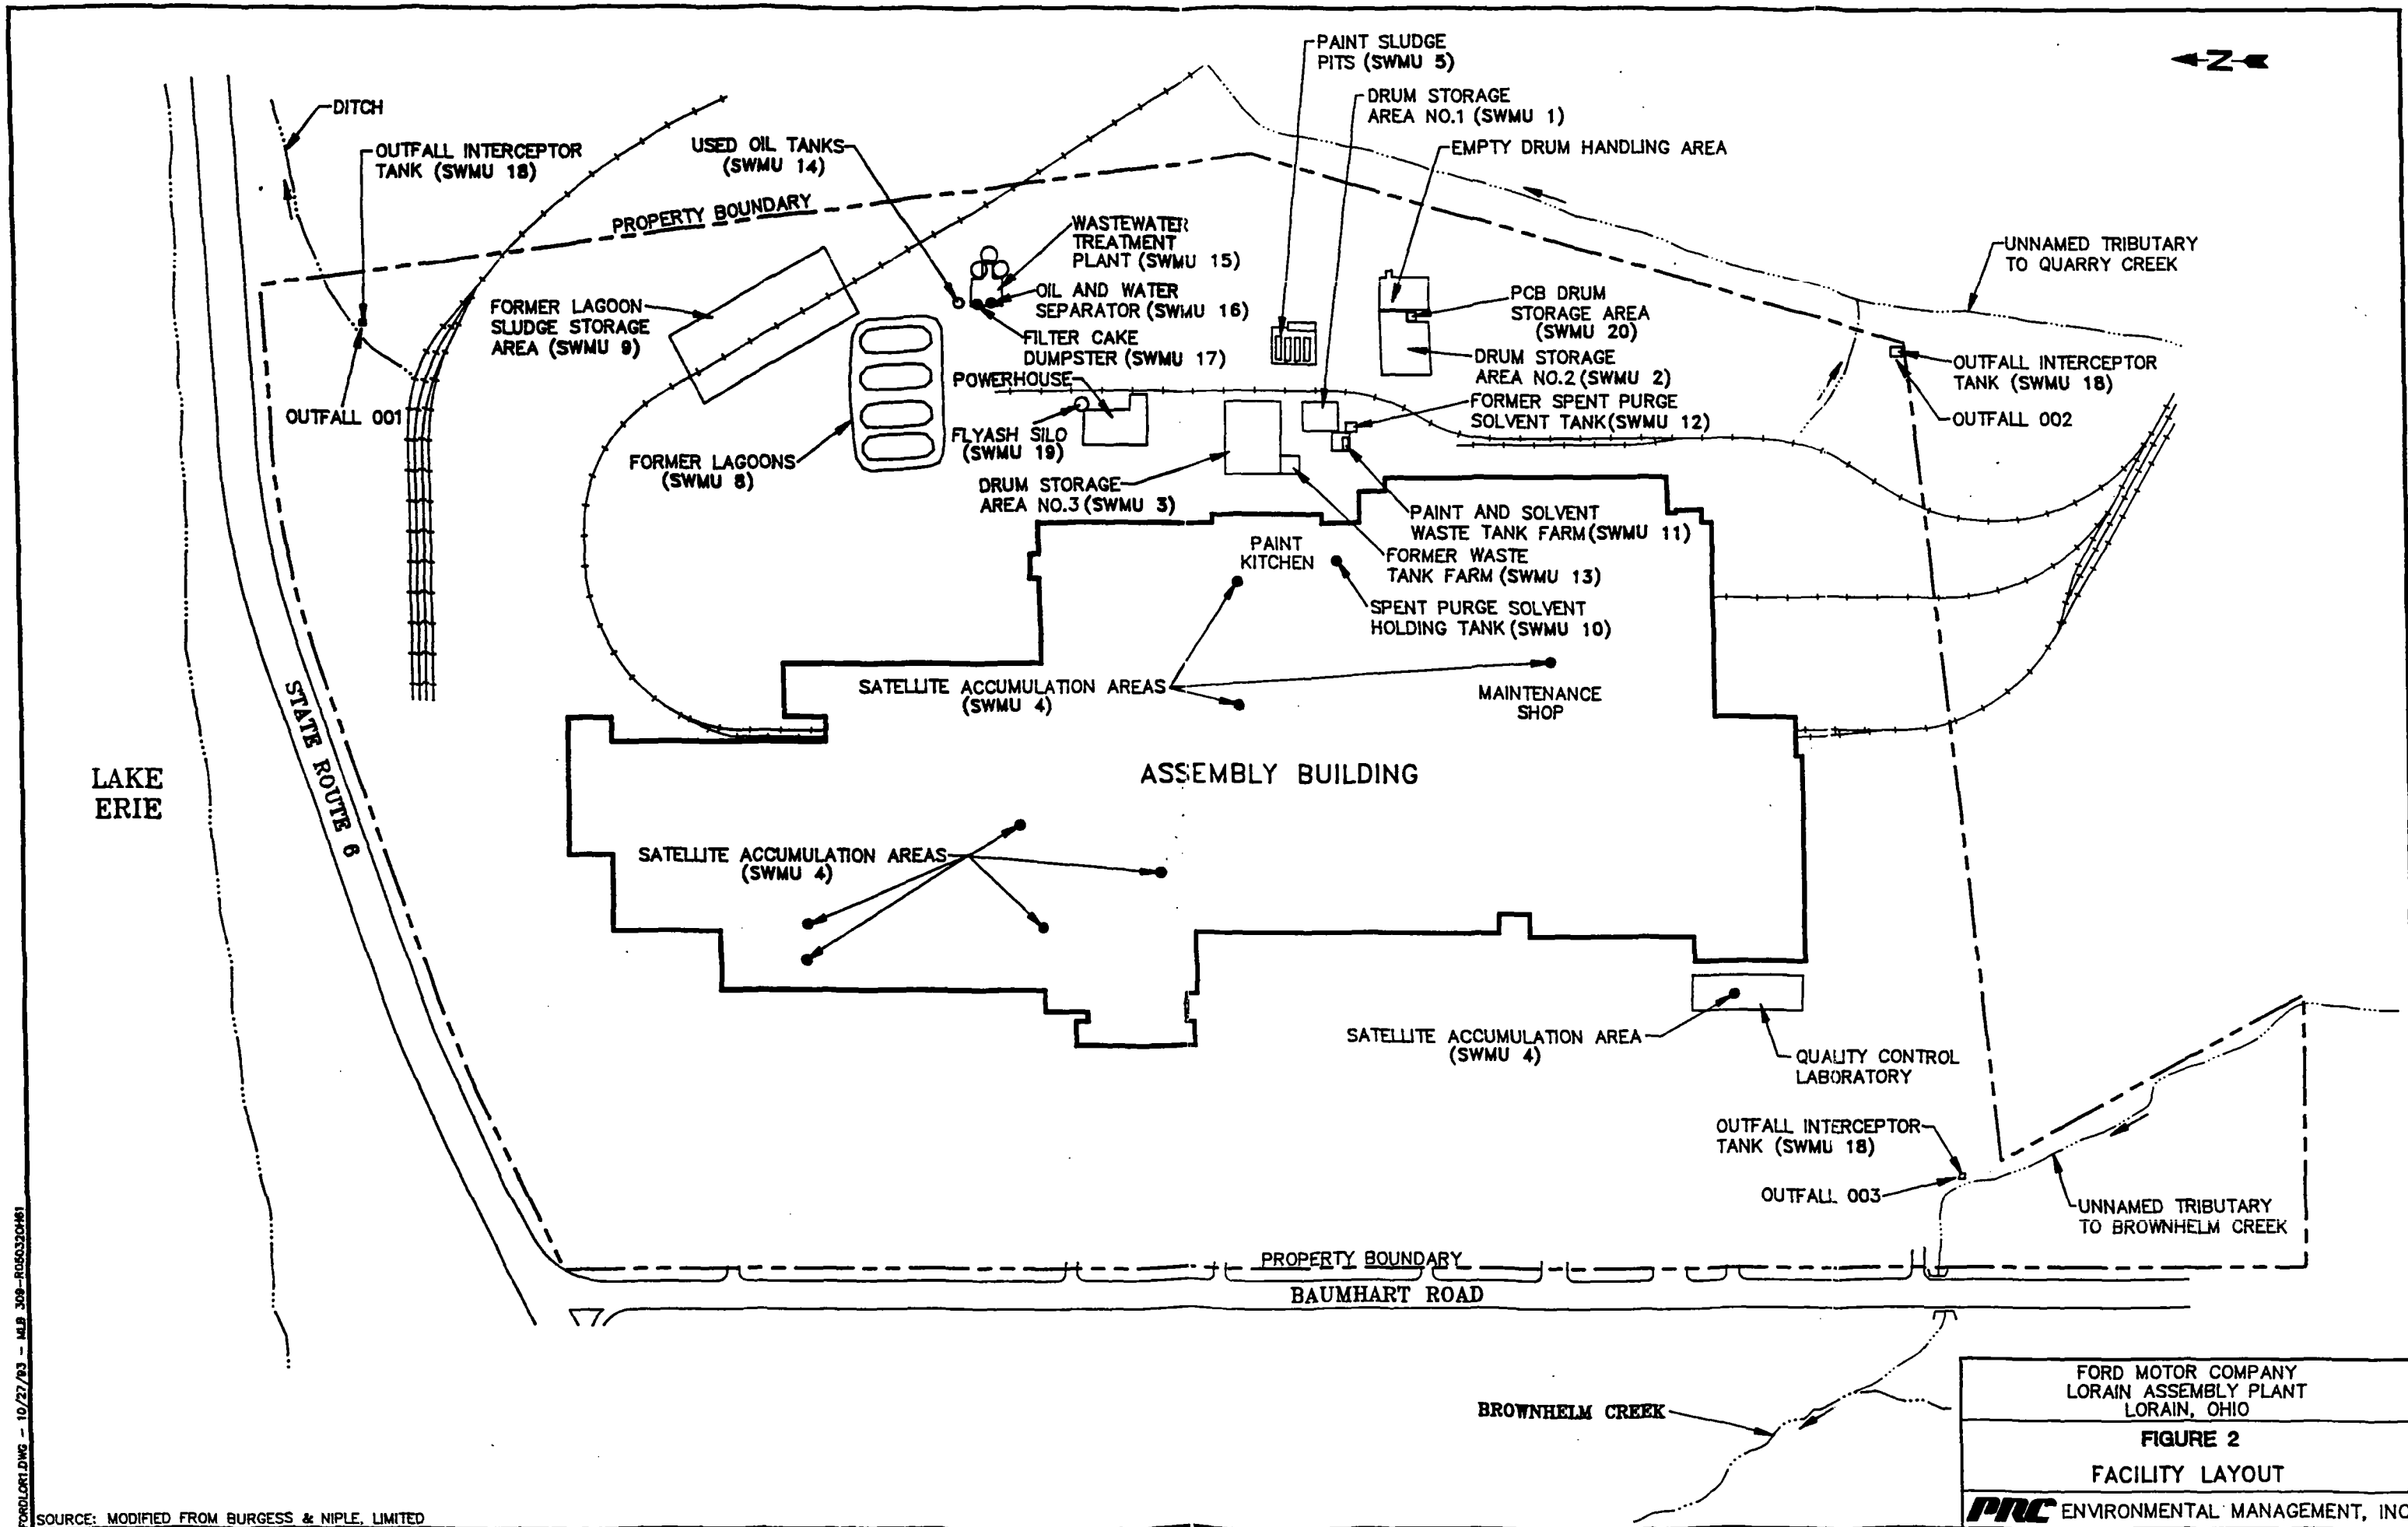 PAINT SLUDGE
PITS (SWMU 5)
N
DRUM STORAGE
AREA NO.1 (SWMU 1)
DITCH
EMPTY DRUM HANDLING AREA
OUTFALL INTERCEPTOR
TANK (SWMU 18)
USED OIL TANKS
(SWMU 14)
PROPERTY BOUNDARY
WASTEWATER
TREATMENT
PLANT (SWMU 15)
UNNAMED TRIBUTARY
TO QUARRY CREEK
OIL AND WATER
SEPARATOR (SWMU 16)
PCB DRUM
STORAGE AREA
(SWMU 20)
FORMER LAGOON
SLUDGE STORAGE
AREA (SWMU 9)
FILTER CAKE
DUMPSTER (SWMU 17)
DRUM STORAGE
AREA NO.2 (SWMU 2)
OUTFALL INTERCEPTOR
TANK (SWMU 18)
POWERHOUSE
OUTFALL 001
FORMER SPENT PURGE
SOLVENT TANK (SWMU 12)
OUTFALL 002
FLYASH SILO
(SWMU 19)
FORMER LAGOONS
(SWMU 8)
DRUM STORAGE
AREA NO.3 (SWMU 3)
PAINT AND SOLVENT
WASTE TANK FARM (SWMU 11)
PAINT
KITCHEN
FORMER WASTE
TANK FARM (SWMU 13)
SPENT PURGE SOLVENT
HOLDING TANK (SWMU 10)
SATELLITE ACCUMULATION AREAS
(SWMU 4)
MAINTENANCE
SHOP
STATE ROUTE 6
LAKE
ERIE
ASSEMBLY BUILDING
SATELLITE ACCUMULATION AREAS
(SWMU 4)
SATELLITE ACCUMULATION AREA
(SWMU 4)
QUALITY CONTROL
LABORATORY
OUTFALL INTERCEPTOR
TANK (SWMU 18)
OUTFALL 003
UNNAMED TRIBUTARY
TO BROWNHELM CREEK
PROPERTY BOUNDARY
BAUMHART ROAD
BROWNHELM CREEK
FORD MOTOR COMPANY
LORAIN ASSEMBLY PLANT
LORAIN, OHIO
FIGURE 2
FACILITY LAYOUT
PRC ENVIRONMENTAL MANAGEMENT, INC
SOURCE: MODIFIED FROM BURGESS & NIPLE, LIMITED
FORDLOR1.DWG - 10/27/93 - MLB 309-R050320H61